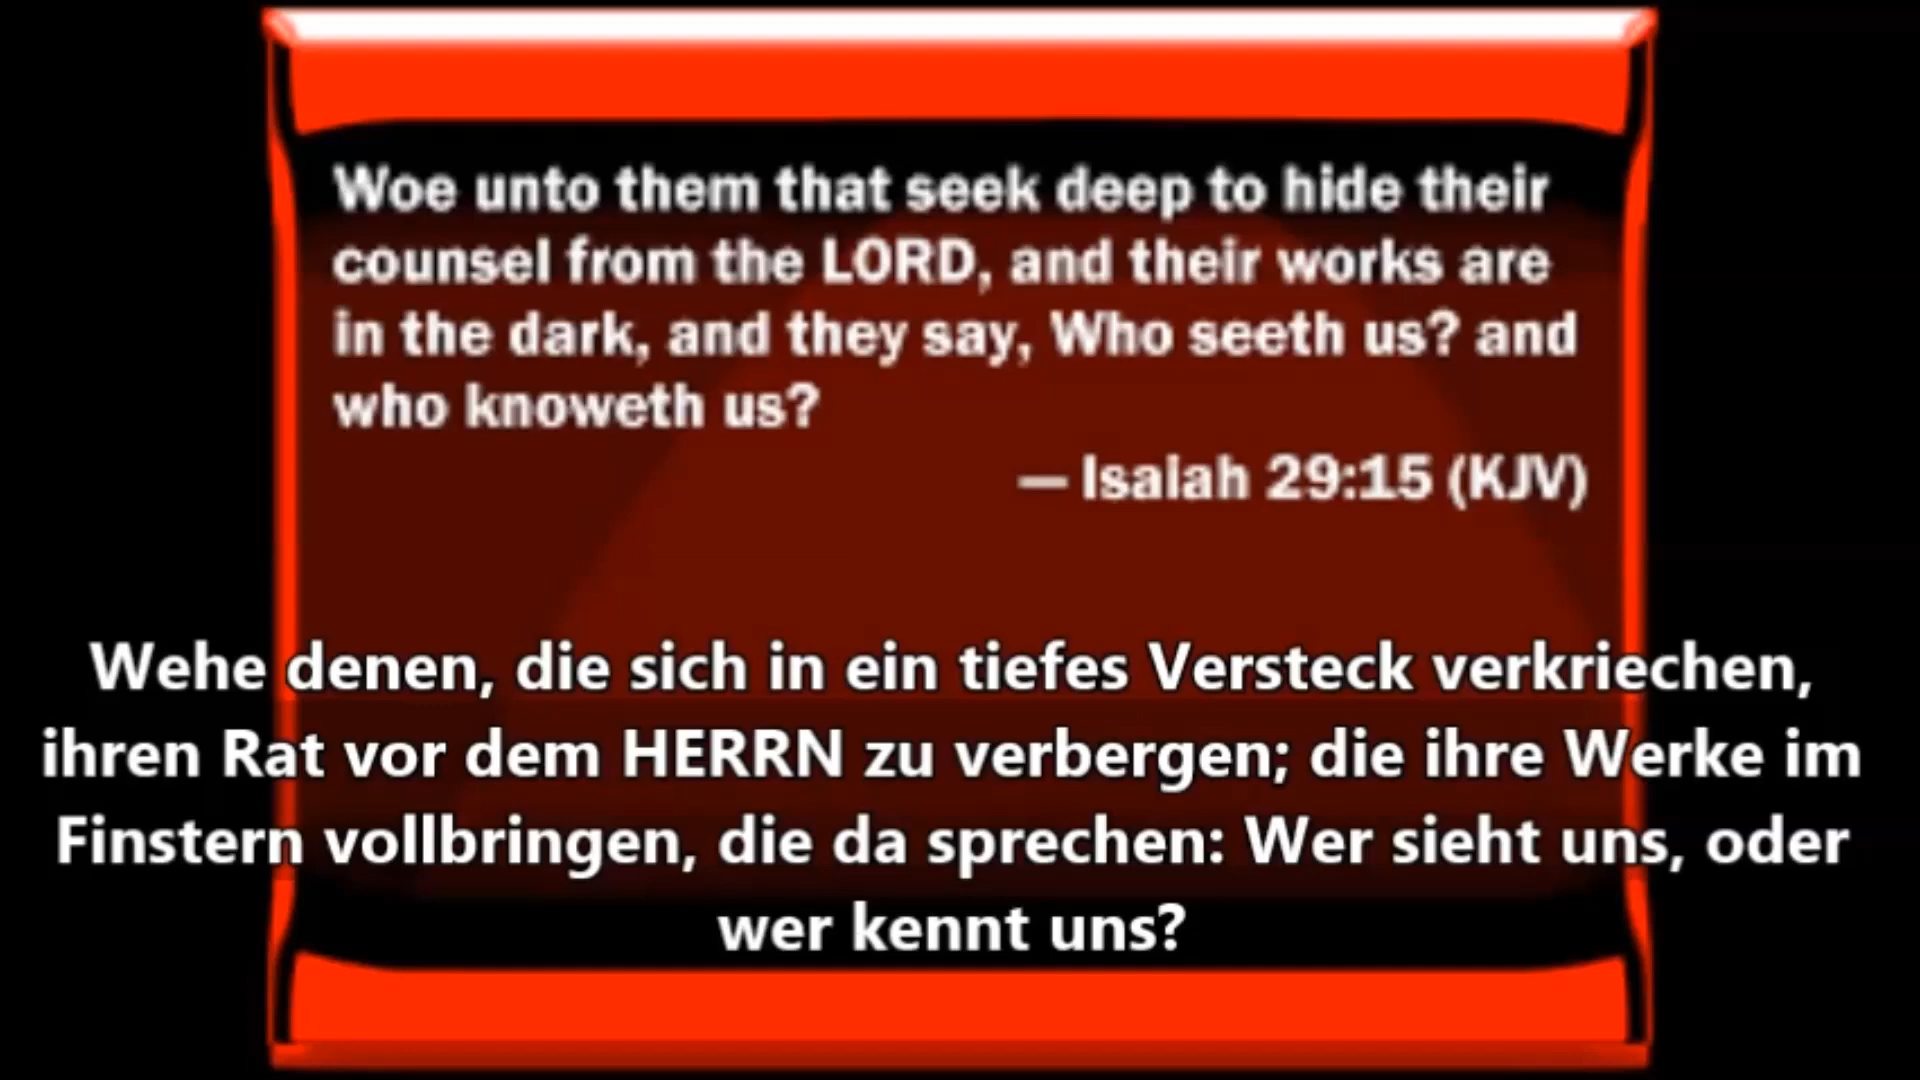 Woe unto them that seek deep to hide their
counsel from the LORD, and their works are
in the dark, and they say, Who seeth us? and
who knoweth us?
— Isaiah 29:15 (KJV)
Wehe denen, die sich in ein tiefes Versteck verkriechen,
ihren Rat vor dem HERRN zu verbergen; die ihre Werke im
Finstern vollbringen, die da sprechen: Wer sieht uns, oder
wer kennt uns?